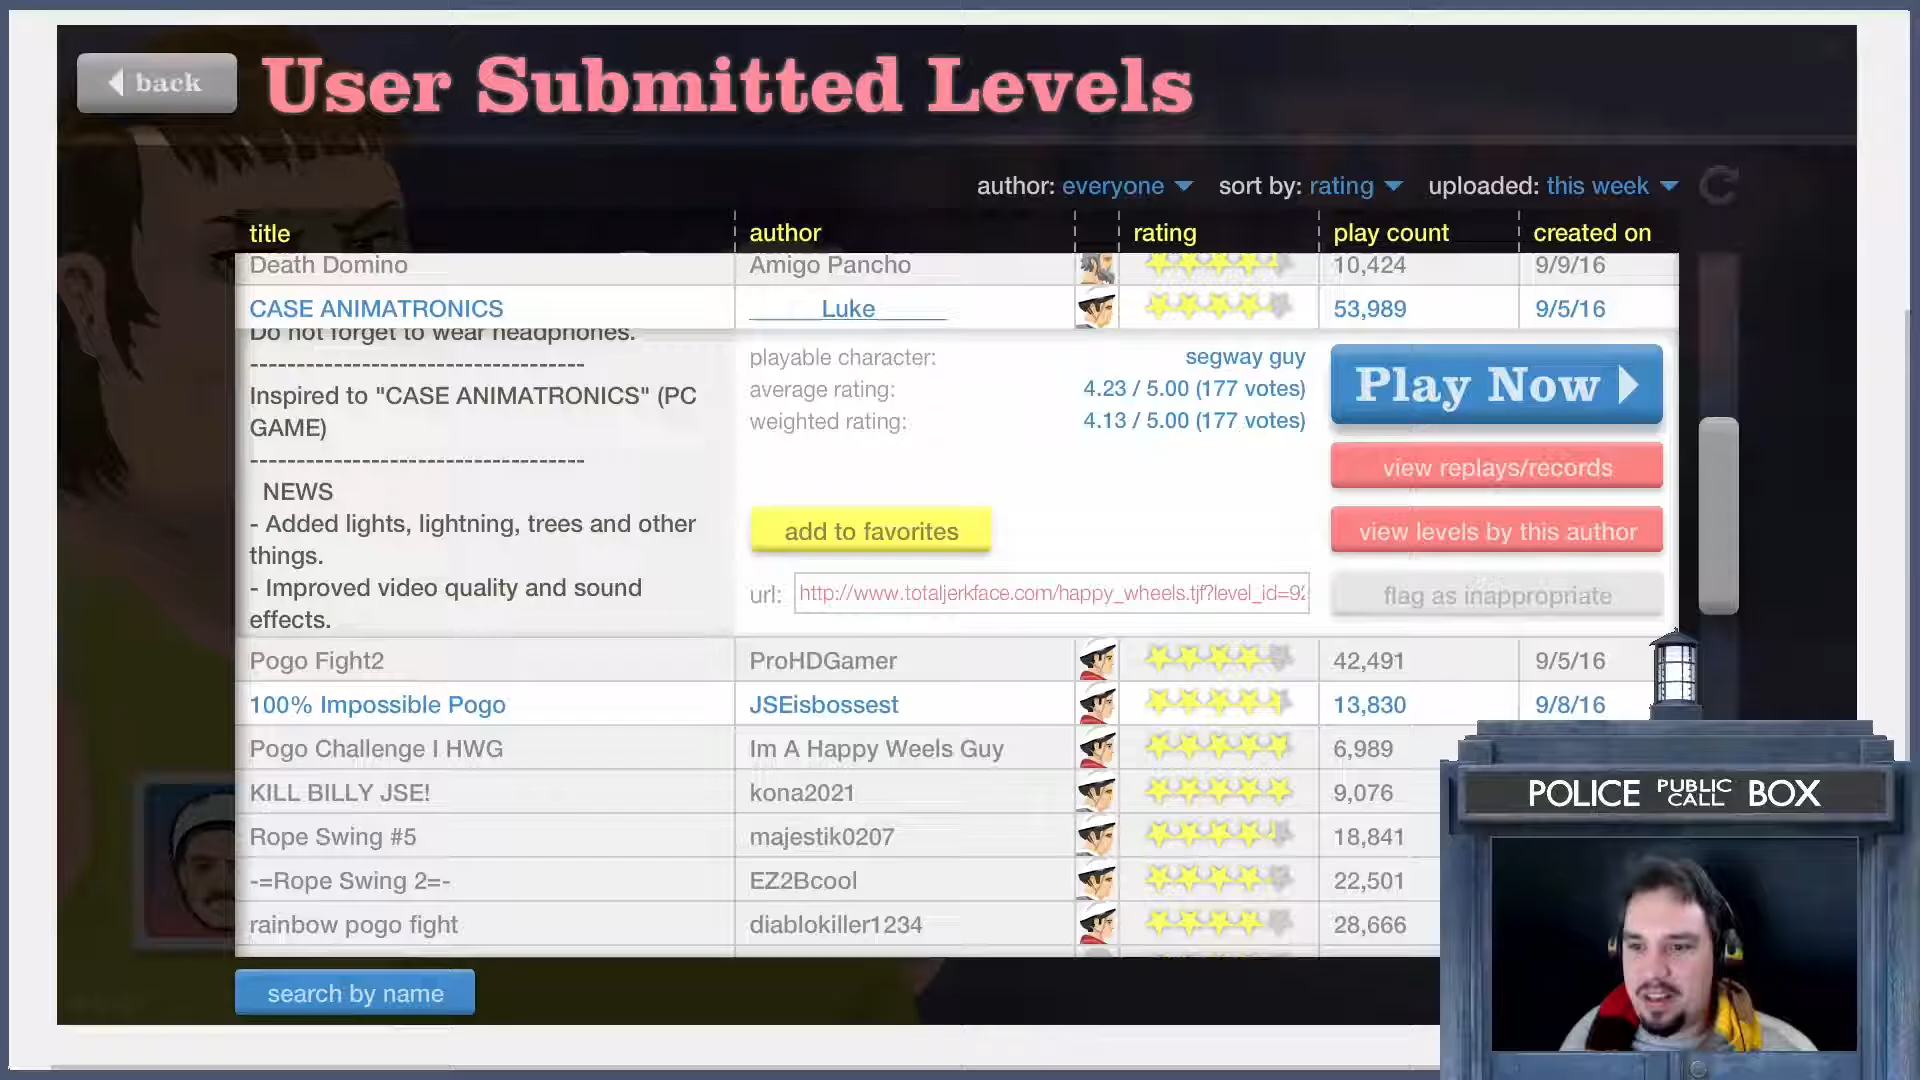 back
User Submitted Levels
author: everyone sort by: rating uploaded: this week
title author rating play count created on
Death Domino Amigo Pancho 10,424 9/9/16
CASE ANIMATRONICS ______Luke______ 53,989 9/5/16
Do not forget to wear headphones.
-----------------------------------
Inspired to "CASE ANIMATRONICS" (PC
GAME)
-----------------------------------
NEWS
- Added lights, lightning, trees and other
things.
- Improved video quality and sound
effects.
playable character: segway guy
average rating: 4.23 / 5.00 (177 votes)
weighted rating: 4.13 / 5.00 (177 votes)
add to favorites
url: http://www.totaljerkface.com/happy_wheels.tjf?level_id=92
Play Now
view replays/records
view levels by this author
flag as inappropriate
Pogo Fight2 ProHDGamer 42,491 9/5/16
100% Impossible Pogo JSEisbossest 13,830 9/8/16
Pogo Challenge I HWG Im A Happy Weels Guy 6,989
KILL BILLY JSE! kona2021 9,076
Rope Swing #5 majestik0207 18,841
-=Rope Swing 2=- EZ2Bcool 22,501
rainbow pogo fight diablokiller1234 28,666
search by name
POLICE PUBLIC CALL BOX